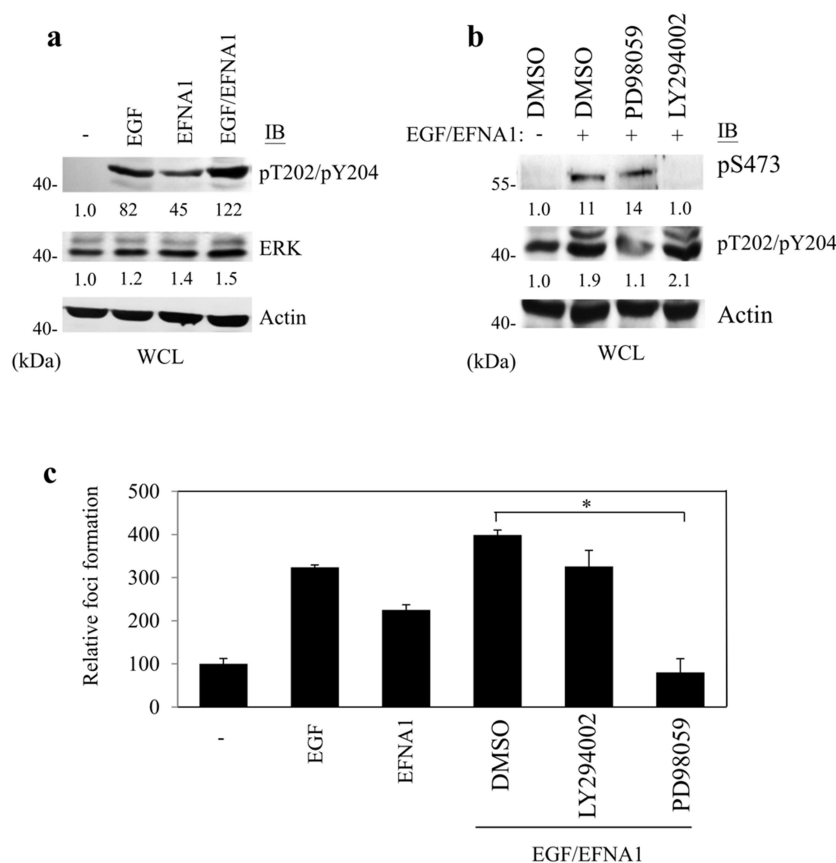 a
-
EGF
EFNA1
EGF/EFNA1
IB
40-
pT202/pY204
1.0 82 45 122
40-
ERK
1.0 1.2 1.4 1.5
40-
Actin
(kDa)
WCL
b
DMSO
DMSO
PD98059
LY294002
EGF/EFNA1: - + + +
IB
55-
pS473
1.0 11 14 1.0
40-
pT202/pY204
1.0 1.9 1.1 2.1
40-
Actin
(kDa)
WCL
c
Relative foci formation
500
400
300
200
100
0
*
-
EGF
EFNA1
DMSO
LY294002
PD98059
EGF/EFNA1